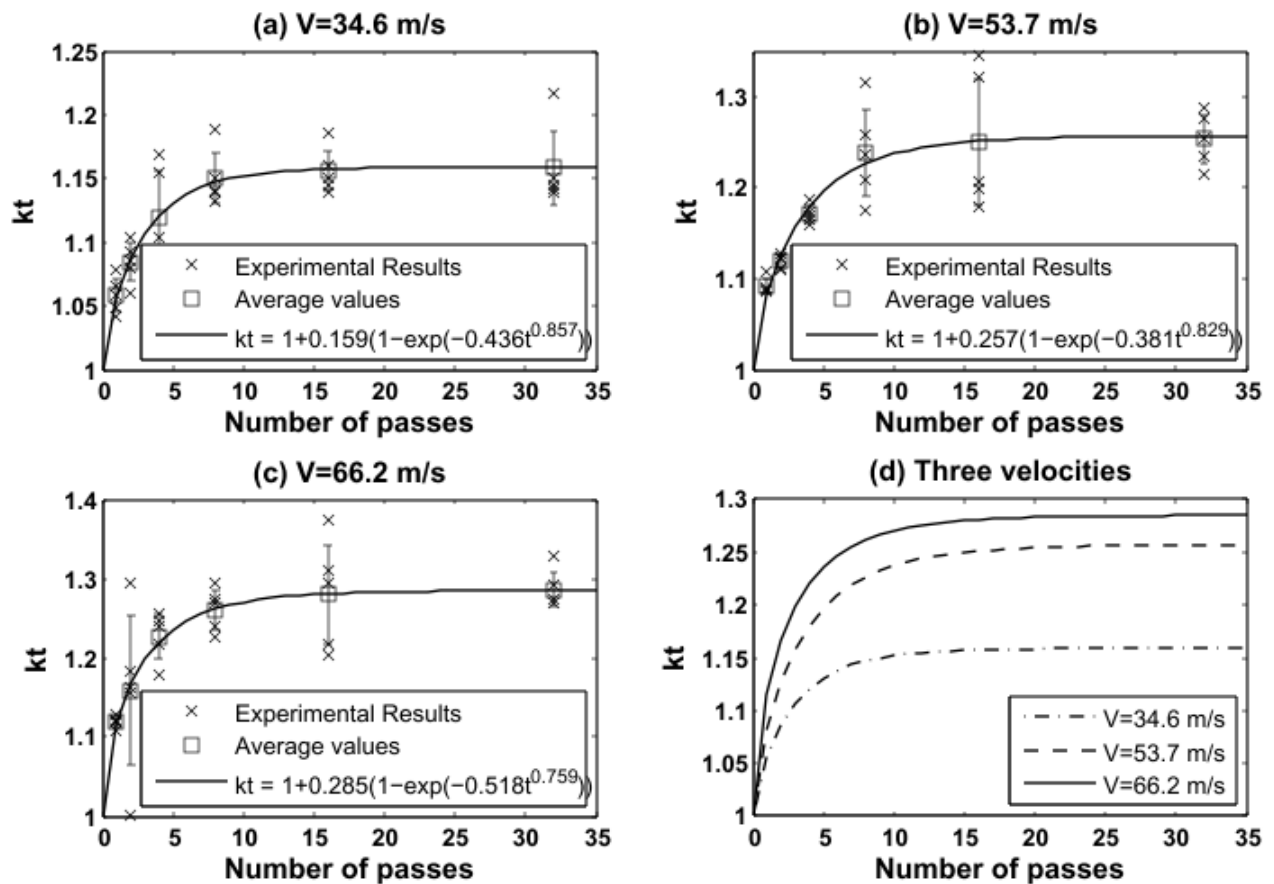 (a) V=34.6 m/s
1.25
1.2
1.15
1.1
1.05
1
kt
Experimental Results
Average values
kt = 1+0.159(1−exp(−0.436t^0.857))
0 5 10 15 20 25 30 35
Number of passes
(b) V=53.7 m/s
1.3
1.2
1.1
1
kt
Experimental Results
Average values
kt = 1+0.257(1−exp(−0.381t^0.829))
0 5 10 15 20 25 30 35
Number of passes
(c) V=66.2 m/s
1.4
1.3
1.2
1.1
1
kt
Experimental Results
Average values
kt = 1+0.285(1−exp(−0.518t^0.759))
0 5 10 15 20 25 30 35
Number of passes
(d) Three velocities
1.3
1.25
1.2
1.15
1.1
1.05
1
kt
V=34.6 m/s
V=53.7 m/s
V=66.2 m/s
0 5 10 15 20 25 30 35
Number of passes